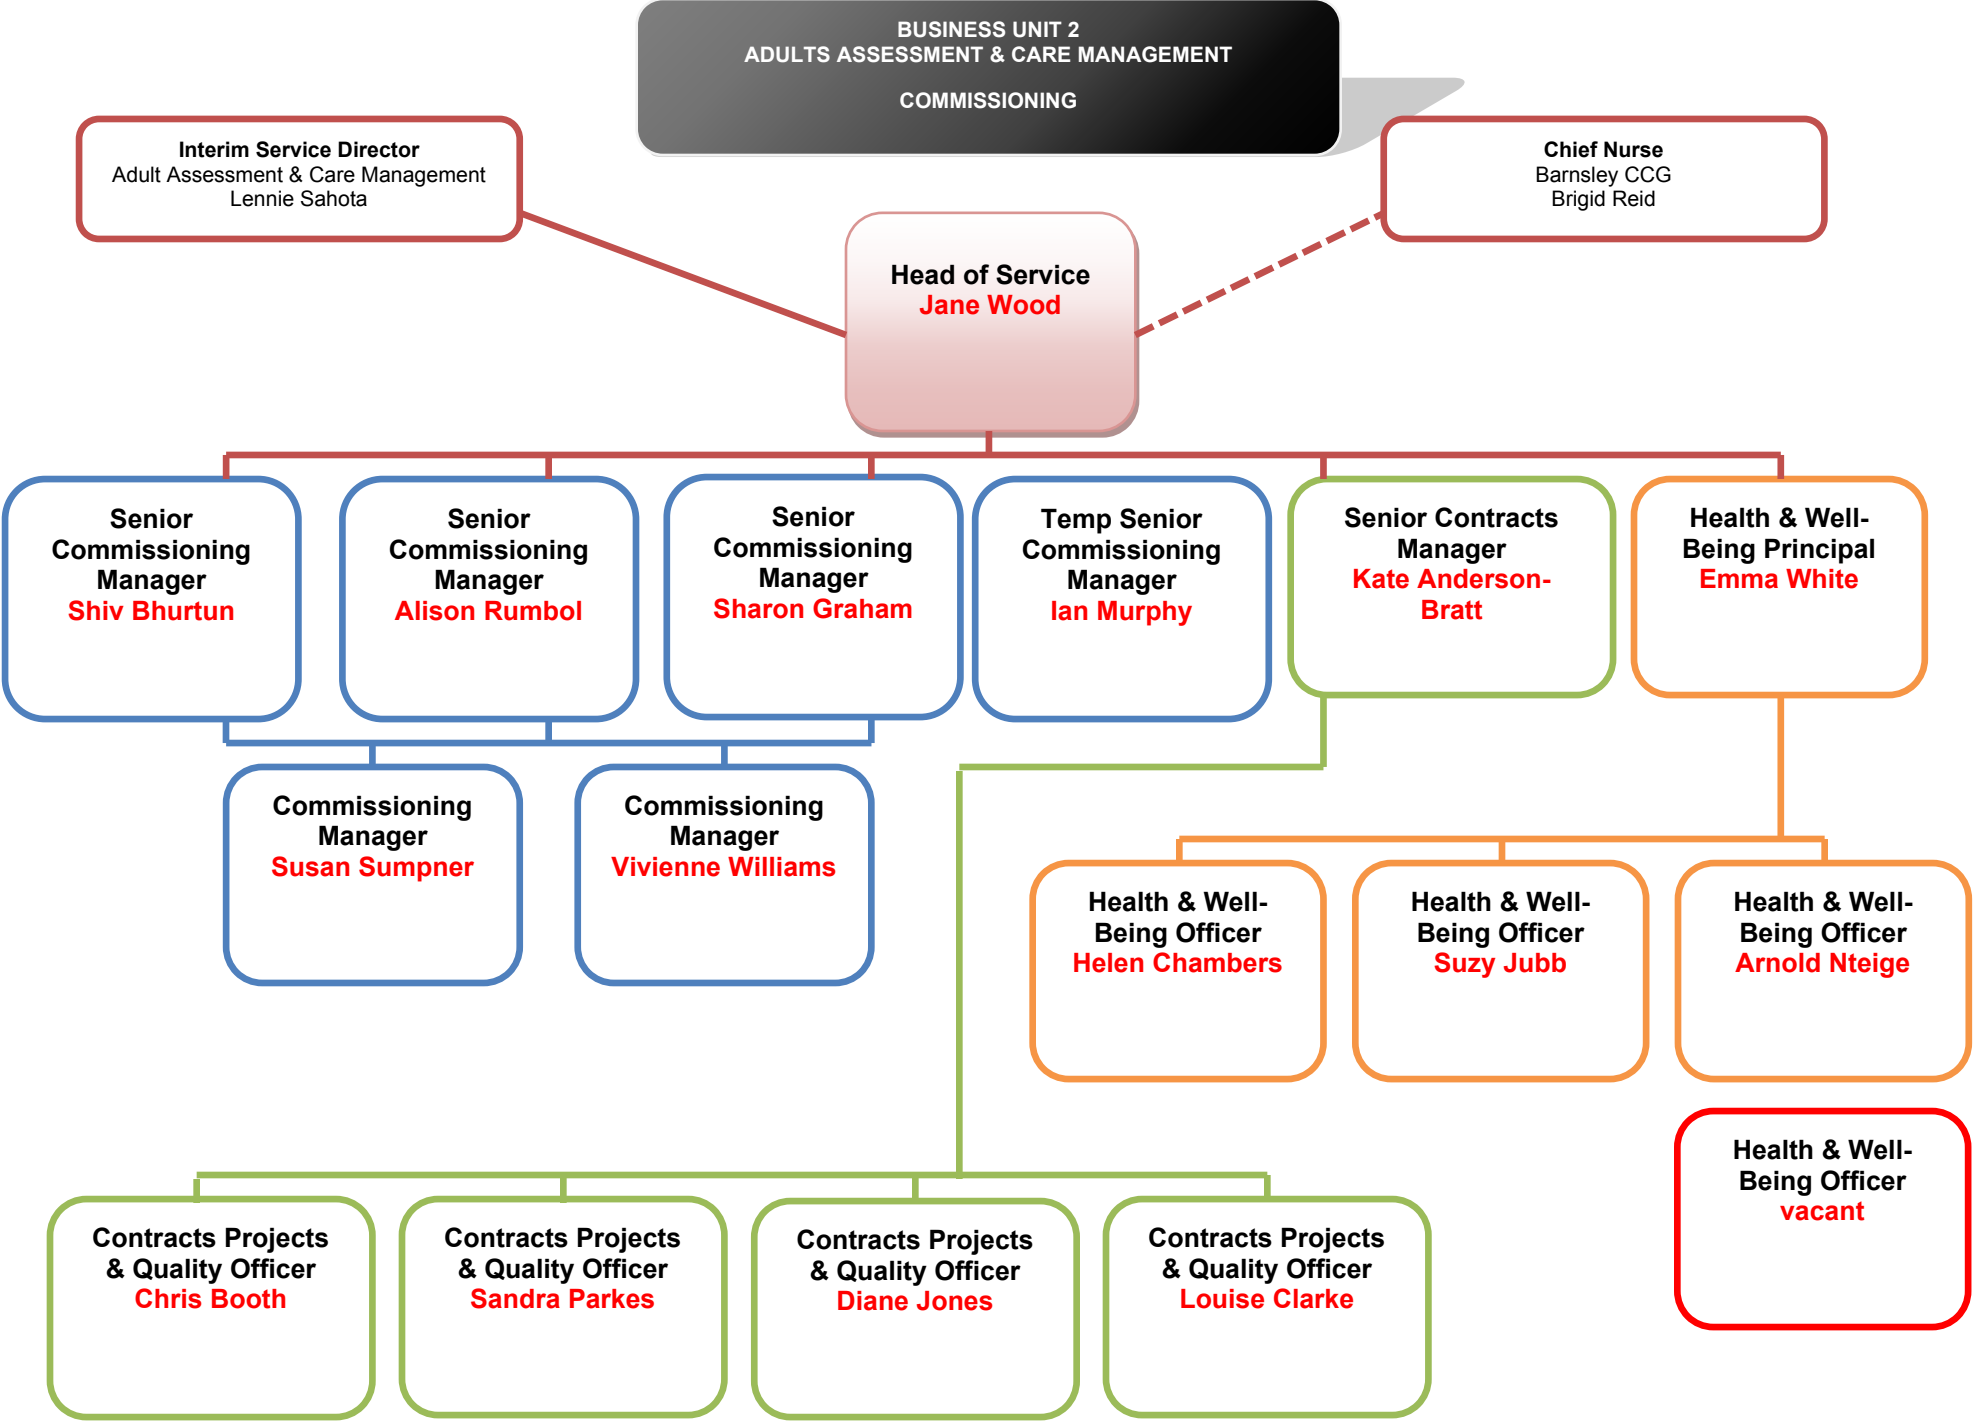 BUSINESS UNIT 2
ADULTS ASSESSMENT & CARE MANAGEMENT
COMMISSIONING
Interim Service Director
Adult Assessment & Care Management
Lennie Sahota
Chief Nurse
Barnsley CCG
Brigid Reid
Head of Service
Jane Wood
Senior
Commissioning
Manager
Shiv Bhurtun
Senior
Commissioning
Manager
Alison Rumbol
Senior
Commissioning
Manager
Sharon Graham
Temp Senior
Commissioning
Manager
Ian Murphy
Senior Contracts
Manager
Kate Anderson-
Bratt
Health & Well-
Being Principal
Emma White
Commissioning
Manager
Susan Sumpner
Commissioning
Manager
Vivienne Williams
Health & Well-
Being Officer
Helen Chambers
Health & Well-
Being Officer
Suzy Jubb
Health & Well-
Being Officer
Arnold Nteige
Health & Well-
Being Officer
vacant
Contracts Projects
& Quality Officer
Chris Booth
Contracts Projects
& Quality Officer
Sandra Parkes
Contracts Projects
& Quality Officer
Diane Jones
Contracts Projects
& Quality Officer
Louise Clarke